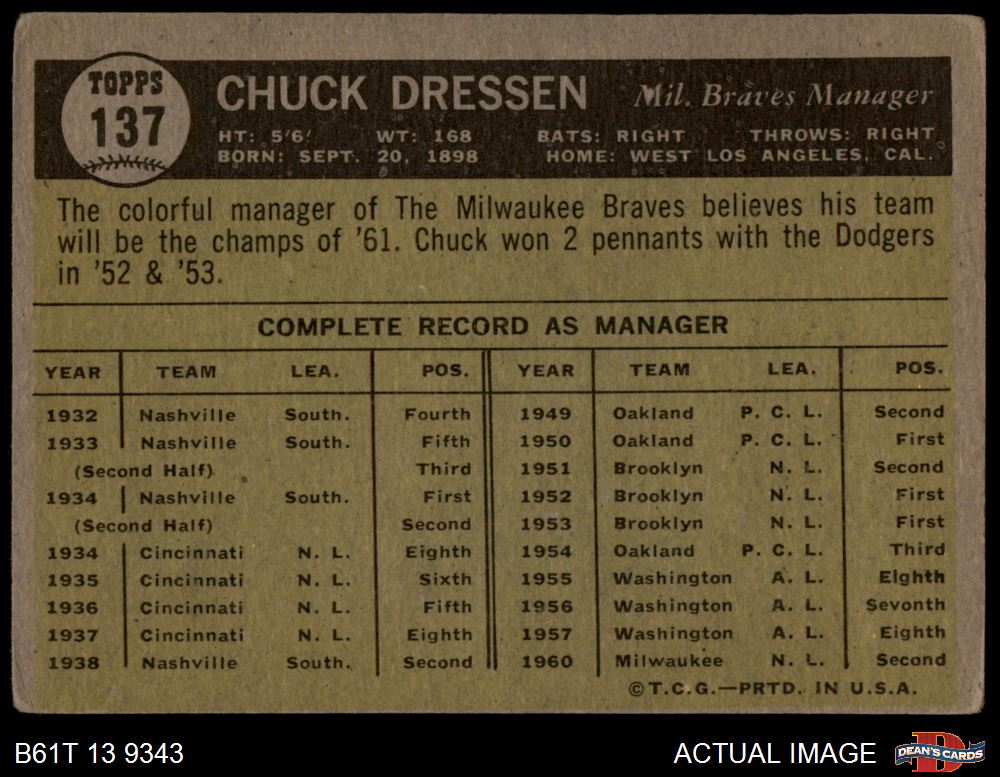 TOPPS
137
CHUCK DRESSEN Mil. Braves Manager
HT: 5'6' WT: 168 BATS: RIGHT THROWS: RIGHT
BORN: SEPT. 20, 1898 HOME: WEST LOS ANGELES, CAL.
The colorful manager of The Milwaukee Braves believes his team
will be the champs of '61. Chuck won 2 pennants with the Dodgers
in '52 & '53.
COMPLETE RECORD AS MANAGER
YEAR TEAM LEA. POS. YEAR TEAM LEA. POS.
1932 Nashville South. Fourth 1949 Oakland P. C. L. Second
1933 Nashville South. Fifth 1950 Oakland P. C. L. First
(Second Half) Third 1951 Brooklyn N. L. Second
1934 Nashville South. First 1952 Brooklyn N. L. First
(Second Half) Second 1953 Brooklyn N. L. First
1934 Cincinnati N. L. Eighth 1954 Oakland P. C. L. Third
1935 Cincinnati N. L. Sixth 1955 Washington A. L. Eighth
1936 Cincinnati N. L. Fifth 1956 Washington A. L. Sevonth
1937 Cincinnati N. L. Eighth 1957 Washington A. L. Eighth
1938 Nashville South. Second 1960 Milwaukee N. L. Second
©T.C.G.—PRTD. IN U.S.A.
B61T 13 9343 ACTUAL IMAGE DEAN'S CARDS